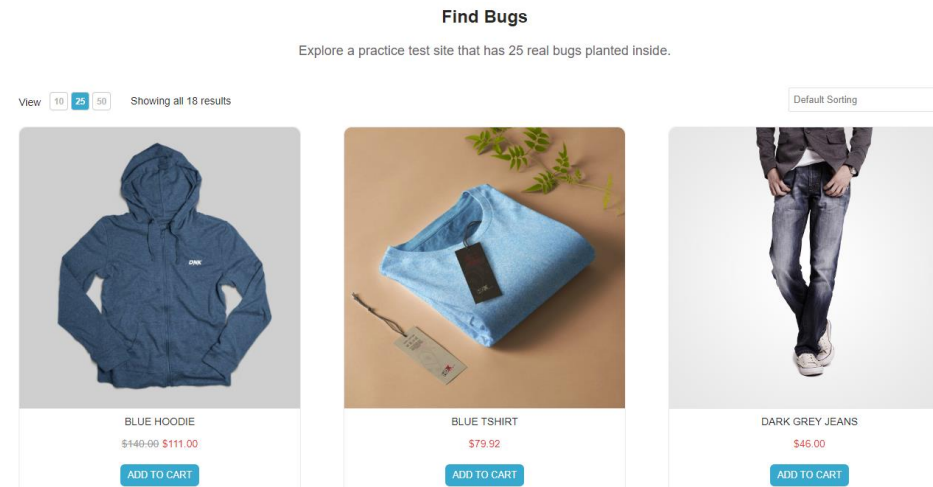 Find Bugs
Explore a practice test site that has 25 real bugs planted inside.
View 10 25 50 Showing all 18 results Default Sorting
DNK
BLUE HOODIE
$140.00 $111.00
ADD TO CART
BLUE TSHIRT
$79.92
ADD TO CART
DARK GREY JEANS
$46.00
ADD TO CART